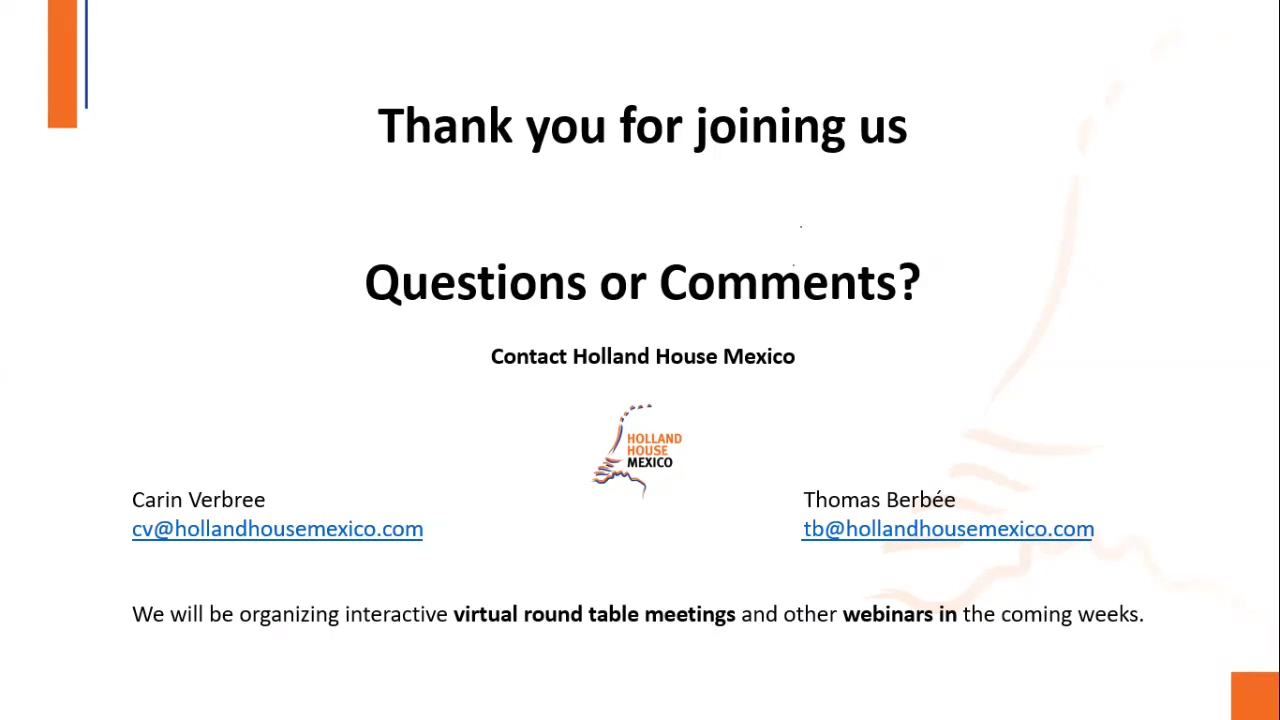 Thank you for joining us
Questions or Comments?
Contact Holland House Mexico
HOLLAND
HOUSE
MEXICO
Carin Verbree
cv@hollandhousemexico.com
Thomas Berbée
tb@hollandhousemexico.com
We will be organizing interactive virtual round table meetings and other webinars in the coming weeks.